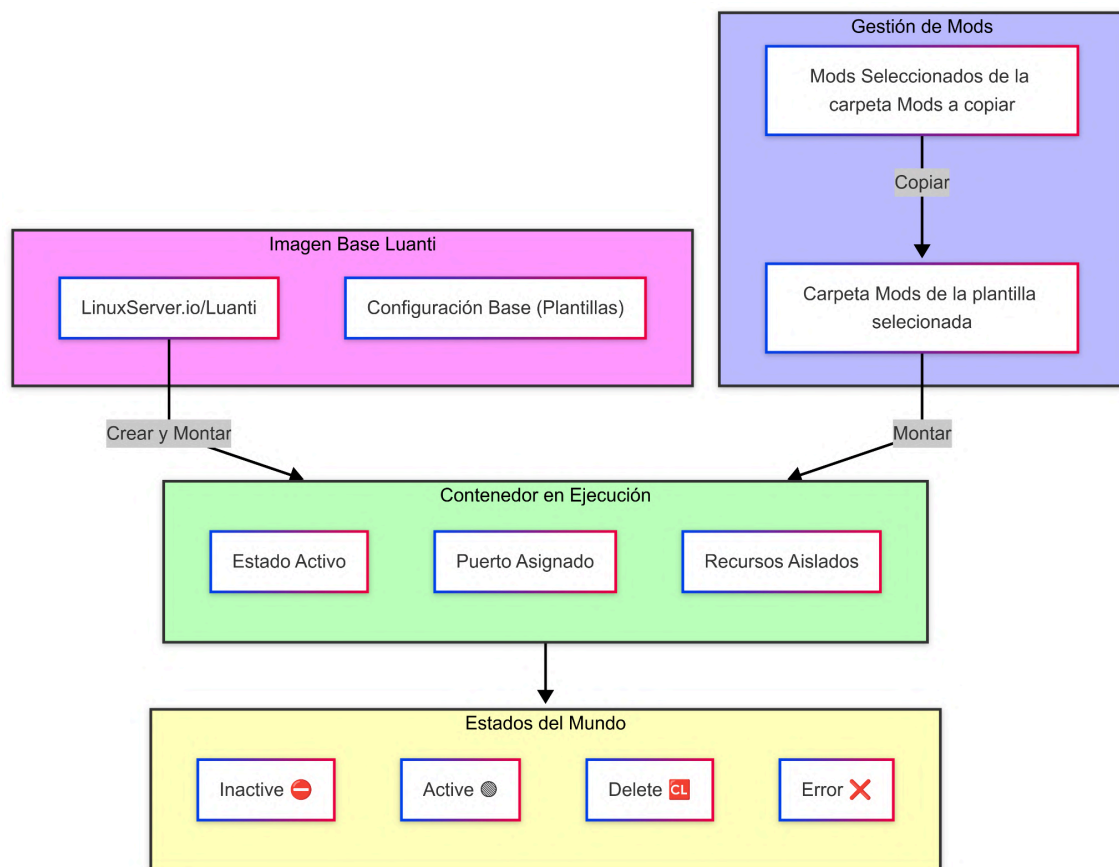 Gestión de Mods
Mods Seleccionados de la
carpeta Mods a copiar
Copiar
Imagen Base Luanti
LinuxServer.io/Luanti
Configuración Base (Plantillas)
Carpeta Mods de la plantilla
selecionada
Crear y Montar
Montar
Contenedor en Ejecución
Estado Activo
Puerto Asignado
Recursos Aislados
Estados del Mundo
Inactive ⛔
Active
Delete 🆑
Error ❌